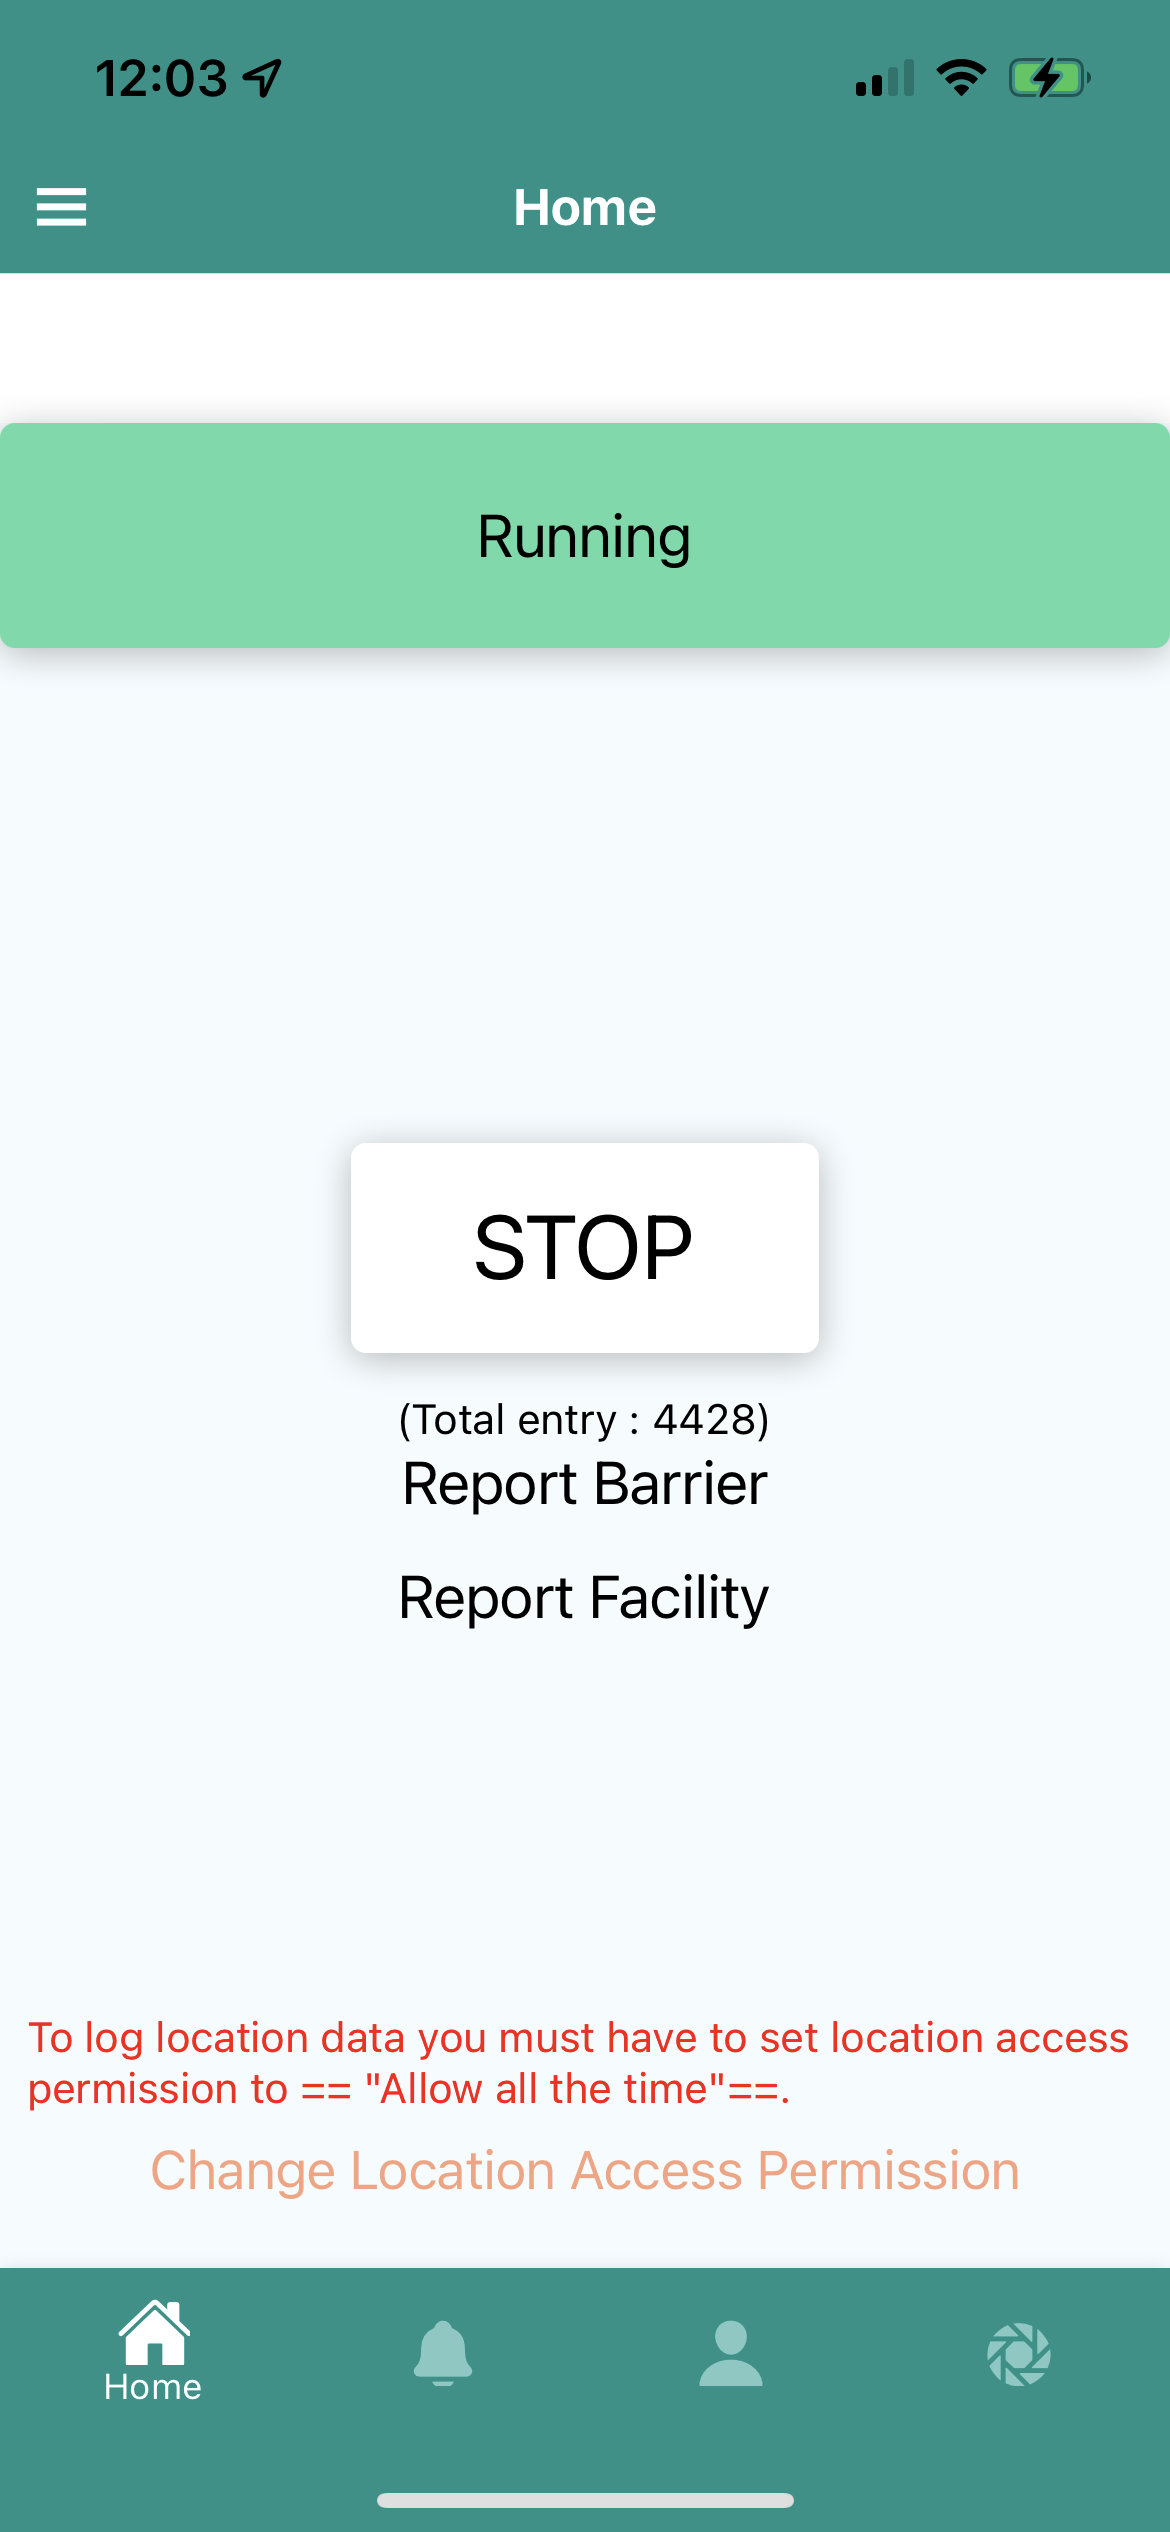 12:03
Home
Running
STOP
(Total entry : 4428)
Report Barrier
Report Facility
To log location data you must have to set location access
permission to == "Allow all the time"==.
Change Location Access Permission
Home